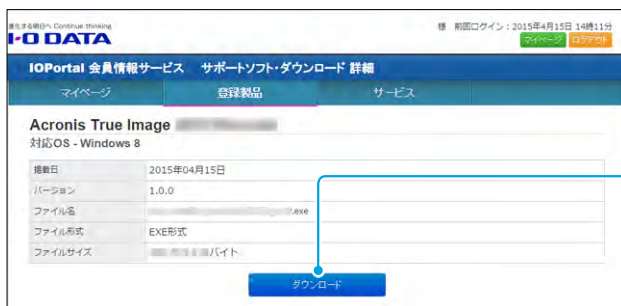 進化する明日へ Continue thinking
I-O DATA
様 前回ログイン：2015年4月15日 14時11分
マイページ ログアウト
IOPortal 会員情報サービス サポートソフト・ダウンロード 詳細
マイページ 登録製品 サービス
Acronis True Image
対応OS - Windows 8
掲載日 2015年04月15日
バージョン 1.0.0
ファイル名 .exe
ファイル形式 EXE形式
ファイルサイズ バイト
ダウンロード